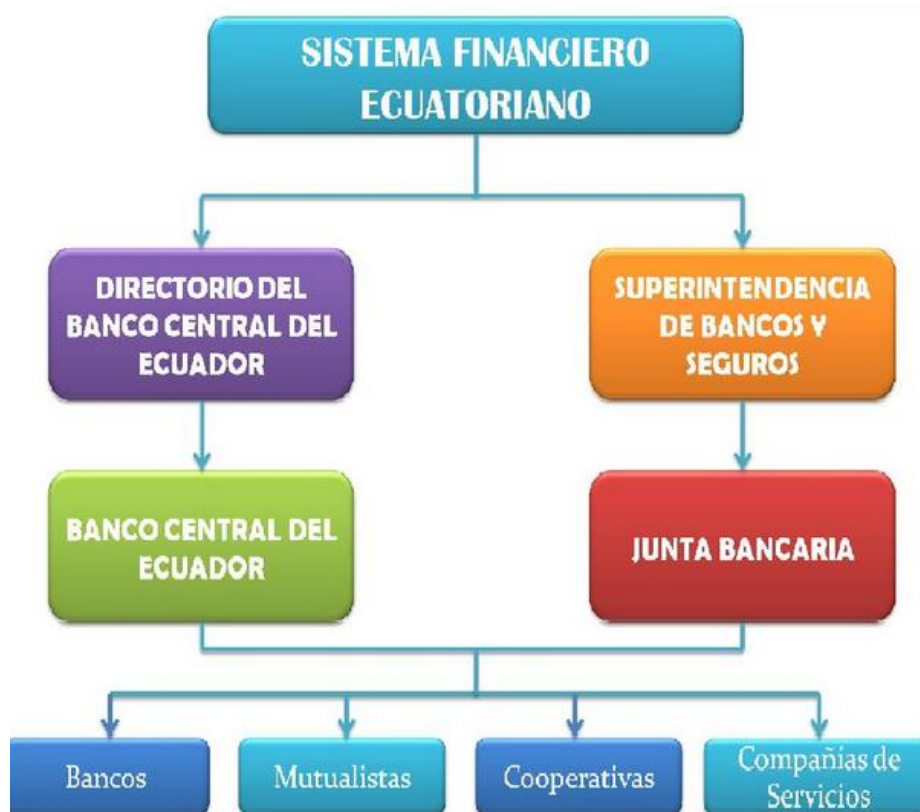 SISTEMA FINANCIERO
ECUATORIANO
DIRECTORIO DEL
BANCO CENTRAL DEL
ECUADOR
SUPERINTENDENCIA
DE BANCOS Y
SEGUROS
BANCO CENTRAL DEL
ECUADOR
JUNTA BANCARIA
Bancos
Mutualistas
Cooperativas
Compañías de
Servicios